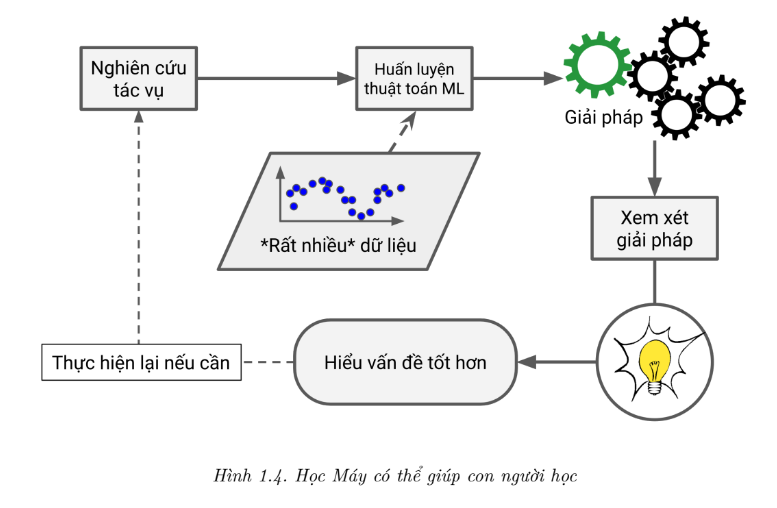 Nghiên cứu
tác vụ
Huấn luyện
thuật toán ML
Giải pháp
*Rất nhiều* dữ liệu
Xem xét
giải pháp
Thực hiện lại nếu cần
Hiểu vấn đề tốt hơn
Hình 1.4. Học Máy có thể giúp con người học